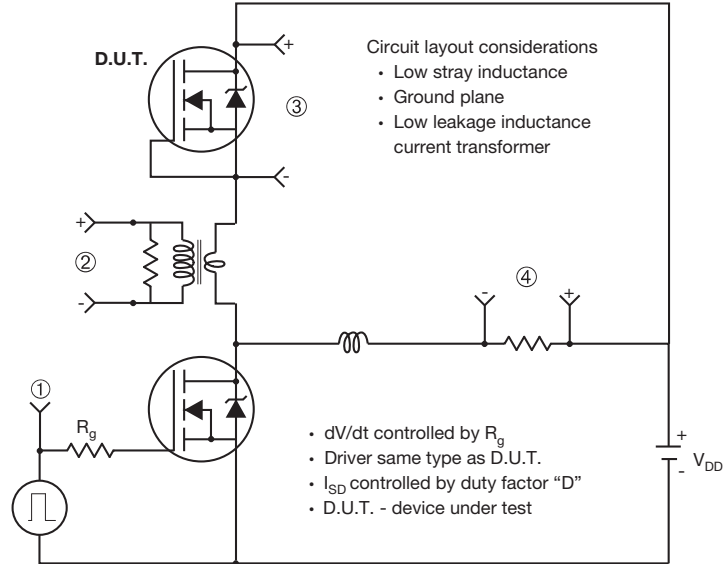 D.U.T.
+
Circuit layout considerations
• Low stray inductance
• Ground plane
• Low leakage inductance
current transformer
③
-
+
②
-
④
-
+
①
R_g
• dV/dt controlled by R_g
• Driver same type as D.U.T.
• I_SD controlled by duty factor “D”
• D.U.T. - device under test
+
V_DD
-